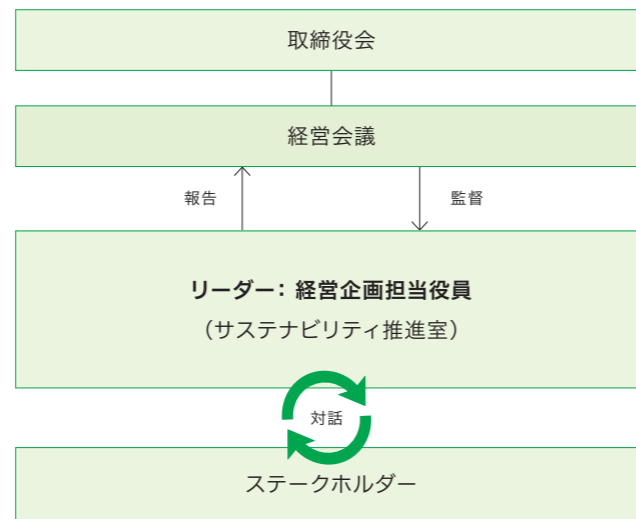 取締役会
経営会議
報告
監督
リーダー：経営企画担当役員
（サステナビリティ推進室）
対話
ステークホルダー